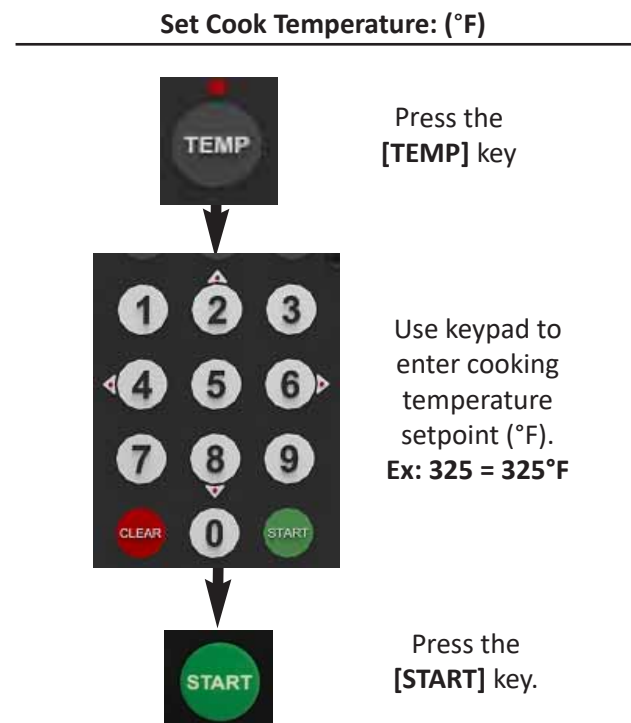 Set Cook Temperature: (°F)
TEMP
Press the
[TEMP] key
1 2 3
4 5 6
7 8 9
CLEAR 0 START
Use keypad to
enter cooking
temperature
setpoint (°F).
Ex: 325 = 325°F
START
Press the
[START] key.